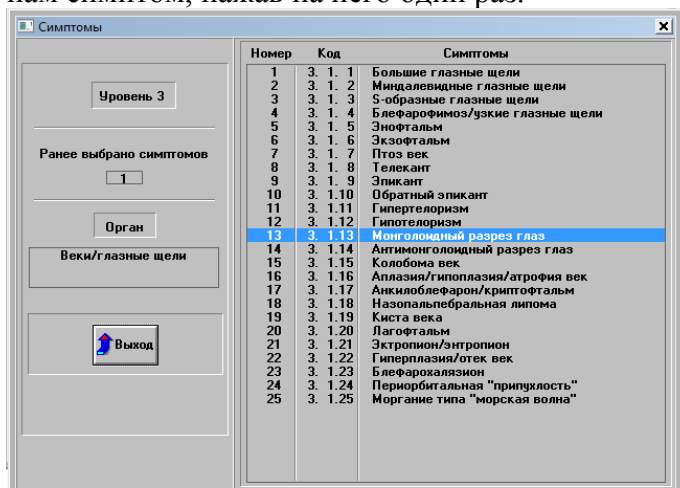 нам симптом, нажав на него один раз.
Симптомы
Уровень 3
Ранее выбрано симптомов
1
Орган
Веки/глазные щели
Выход
Номер Код Симптомы
1 3. 1. 1 Большие глазные щели
2 3. 1. 2 Миндалевидные глазные щели
3 3. 1. 3 S-образные глазные щели
4 3. 1. 4 Блефарофимоз/узкие глазные щели
5 3. 1. 5 Энофтальм
6 3. 1. 6 Экзофтальм
7 3. 1. 7 Птоз век
8 3. 1. 8 Телекант
9 3. 1. 9 Эпикант
10 3. 1.10 Обратный эпикант
11 3. 1.11 Гипертелоризм
12 3. 1.12 Гипотелоризм
13 3. 1.13 Монголоидный разрез глаз
14 3. 1.14 Антимонголоидный разрез глаз
15 3. 1.15 Колобома век
16 3. 1.16 Аплазия/гипоплазия/атрофия век
17 3. 1.17 Анкилоблефарон/криптофтальм
18 3. 1.18 Назопальпебральная липома
19 3. 1.19 Киста века
20 3. 1.20 Лагофтальм
21 3. 1.21 Эктропион/энтропион
22 3. 1.22 Гиперплазия/отек век
23 3. 1.23 Блефарохалязион
24 3. 1.24 Периорбитальная "припухлость"
25 3. 1.25 Моргание типа "морская волна"